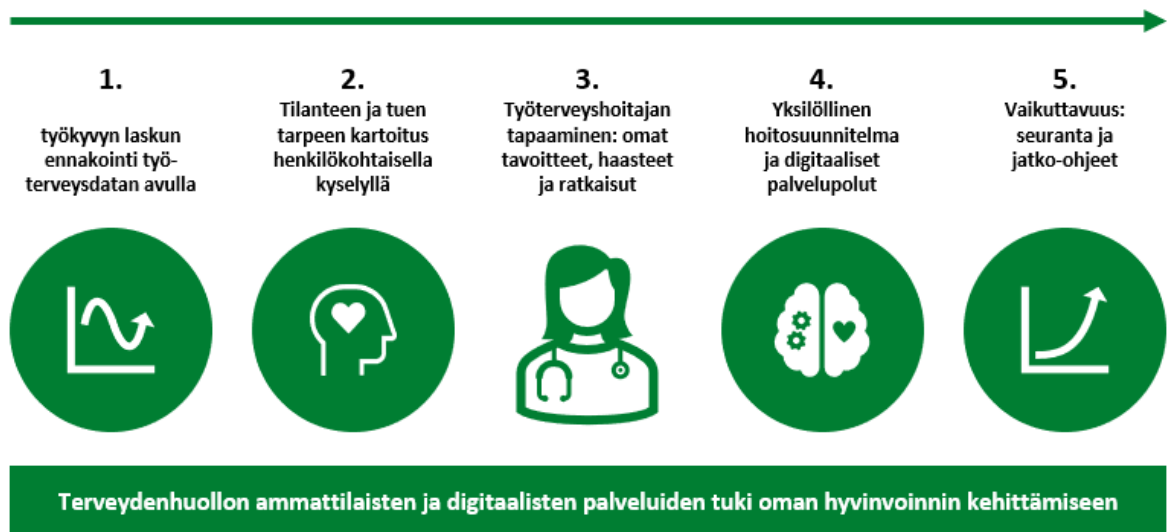 1.
työkyvyn laskun
ennakointi työ-
terveysdatan avulla
2.
Tilanteen ja tuen
tarpeen kartoitus
henkilökohtaisella
kyselyllä
3.
Työterveyshoitajan
tapaaminen: omat
tavoitteet, haasteet
ja ratkaisut
4.
Yksilöllinen
hoitosuunnitelma
ja digitaaliset
palvelupolut
5.
Vaikuttavuus:
seuranta ja
jatko-ohjeet
Terveydenhuollon ammattilaisten ja digitaalisten palveluiden tuki oman hyvinvoinnin kehittämiseen